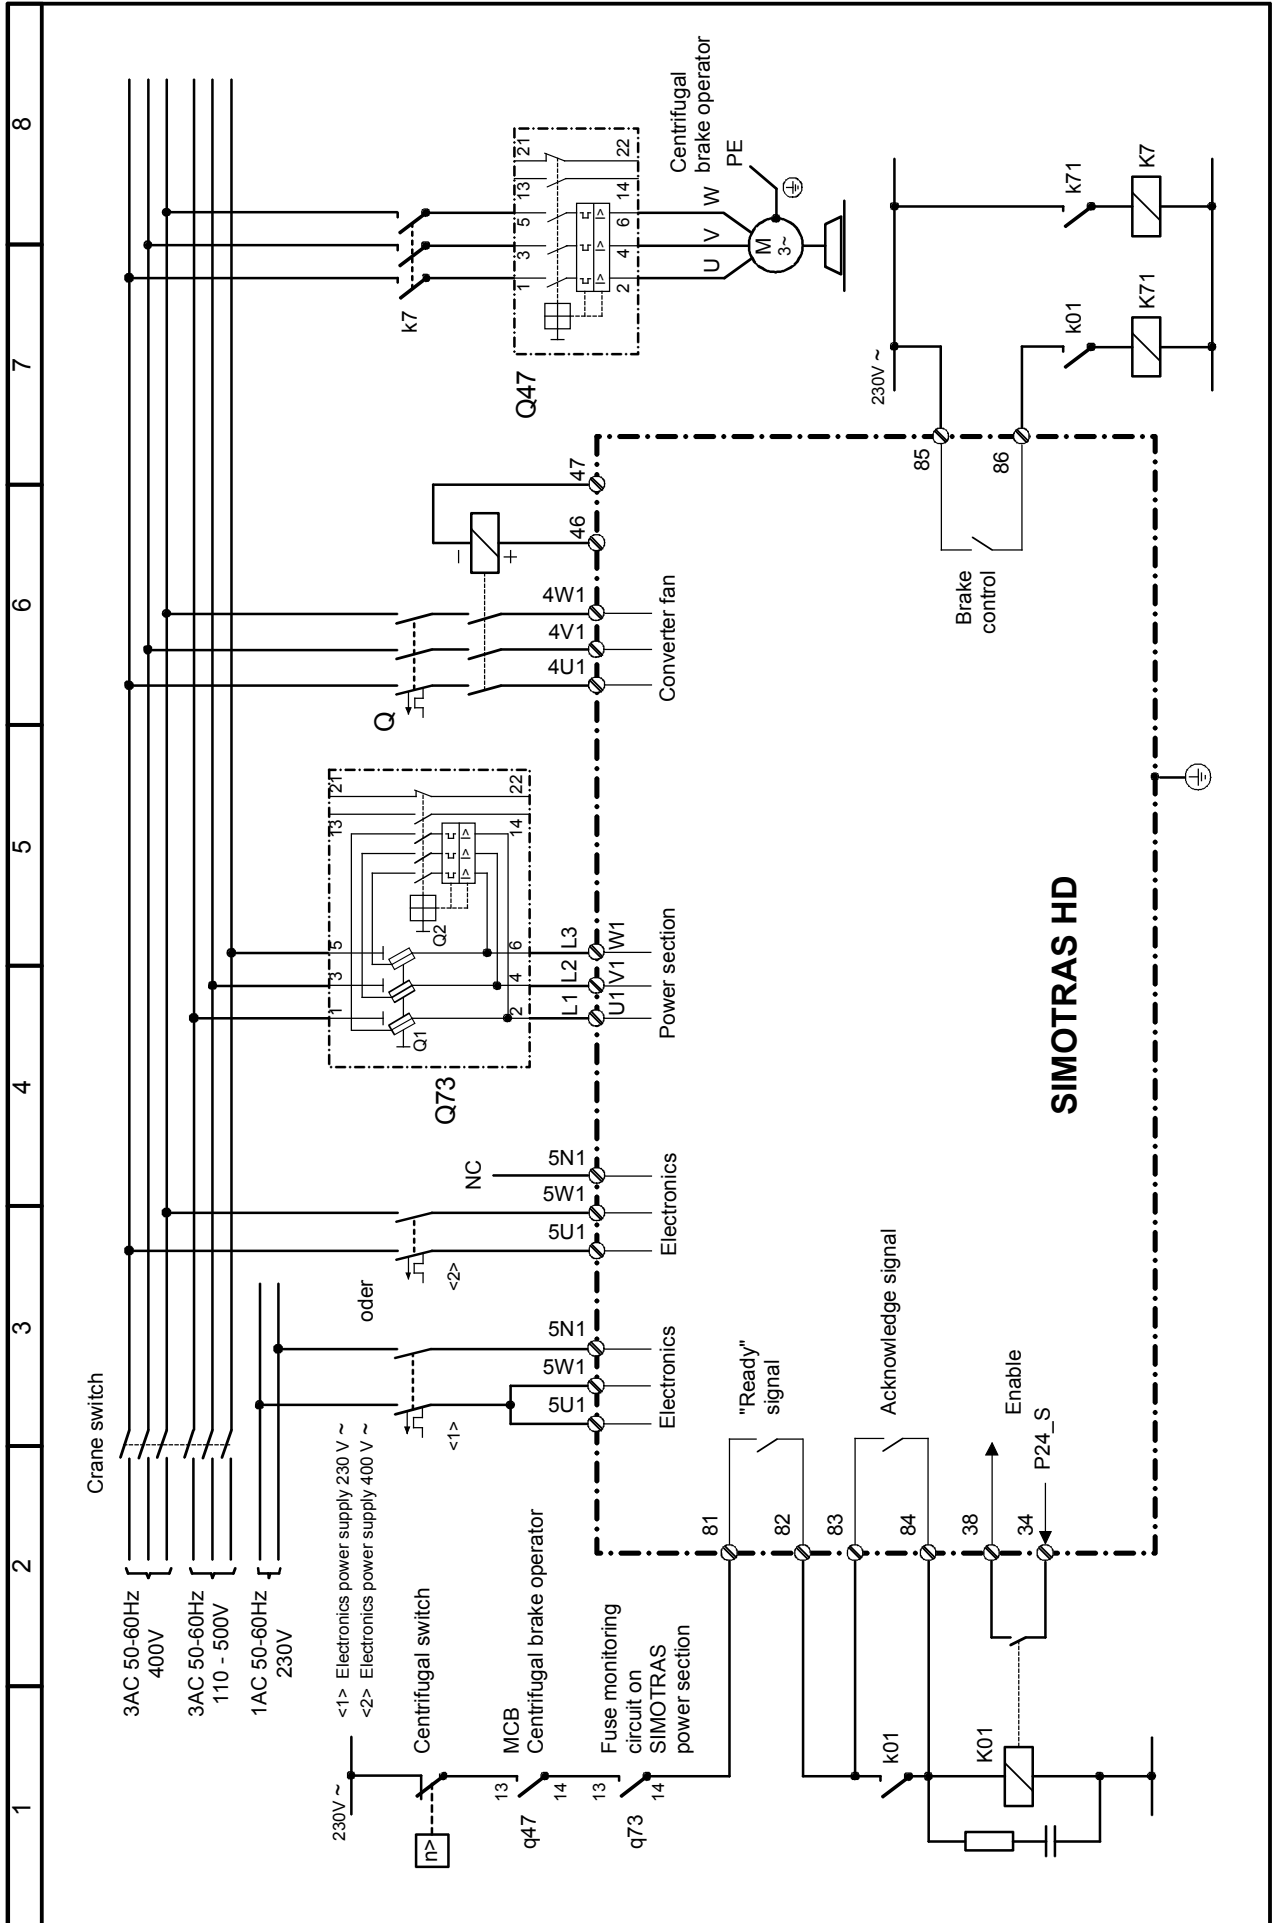 1
2
3
4
5
6
7
8
Crane switch
3AC 50-60Hz
400V
3AC 50-60Hz
110 - 500V
1AC 50-60Hz
230V
<1> Electronics power supply 230 V ~
<2> Electronics power supply 400 V ~
230V ~
Centrifugal switch
n>
13
14
q47
MCB
Centrifugal brake operator
13
14
q73
Fuse monitoring
circuit on
SIMOTRAS
power section
<1>
5U1
5W1
5N1
Electronics
oder
<2>
5U1
5W1
5N1
NC
Electronics
Q73
1
3
5
13
21
Q1
Q2
I>
I>
I>
2
4
6
14
22
L1
L2
L3
U1
V1
W1
Power section
Q
4U1
4V1
4W1
Converter fan
–
+
46
47
k7
Q47
1
3
5
13
21
I>
I>
I>
2
4
6
14
22
U
V
W
M
3~
PE
Centrifugal
brake operator
81
82
83
84
38
34
"Ready"
signal
Acknowledge signal
Enable
P24_S
k01
K01
SIMOTRAS HD
Brake
control
85
86
230V ~
k01
K71
k71
K7